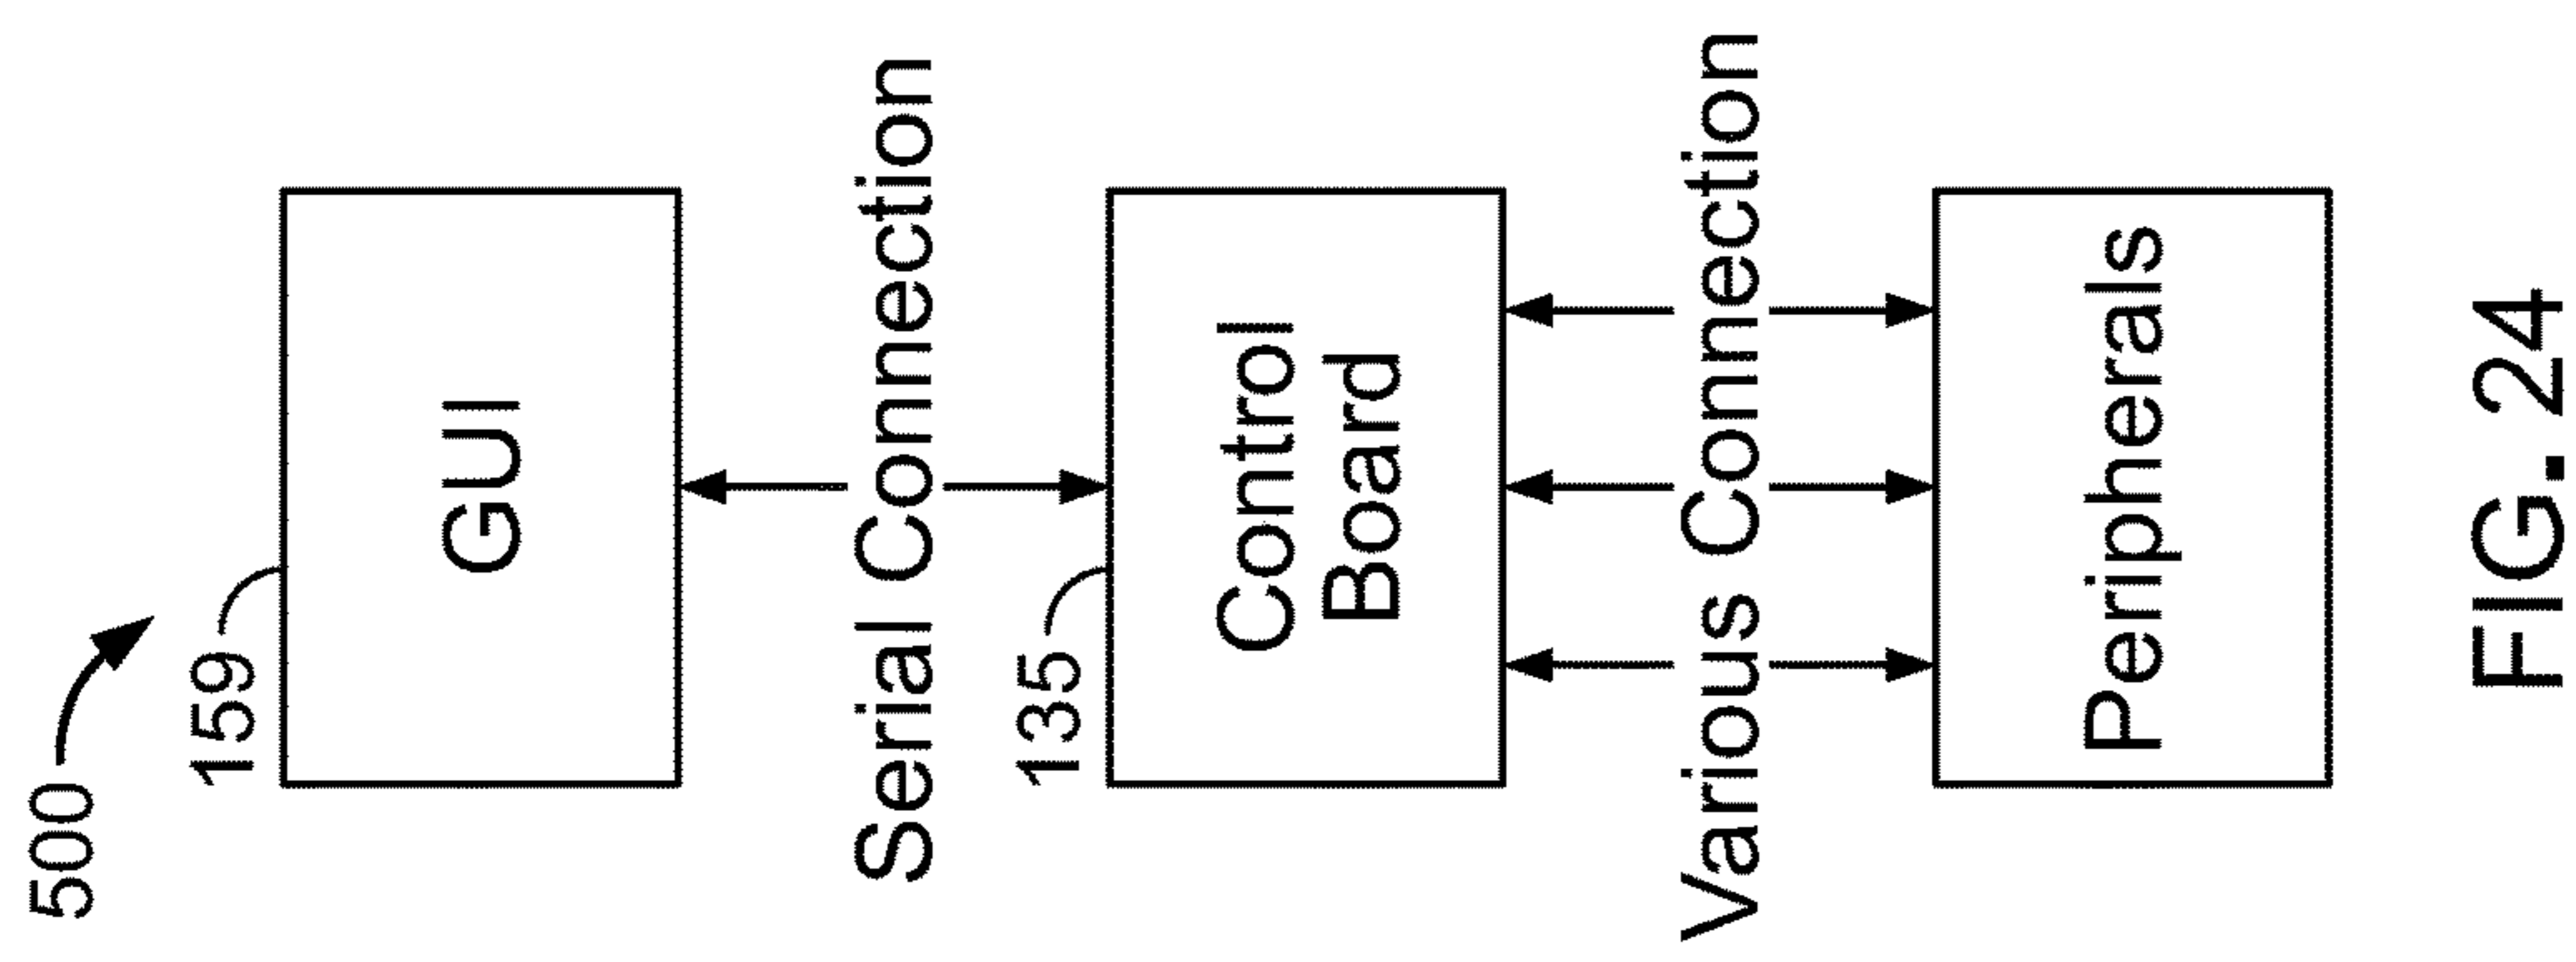 500
159
GUI
Serial Connection
135
Control
Board
Various Connection
Peripherals
FIG. 24